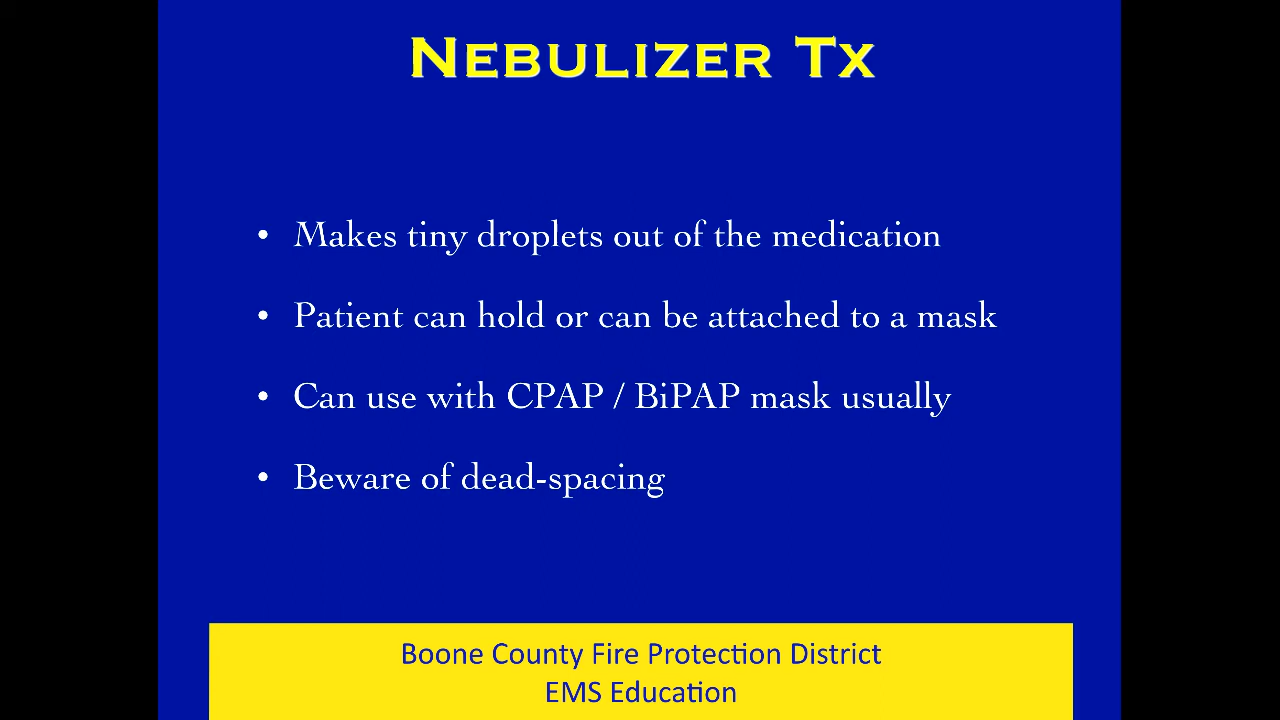 Nebulizer Tx
• Makes tiny droplets out of the medication
• Patient can hold or can be attached to a mask
• Can use with CPAP / BiPAP mask usually
• Beware of dead-spacing
Boone County Fire Protection District
EMS Education